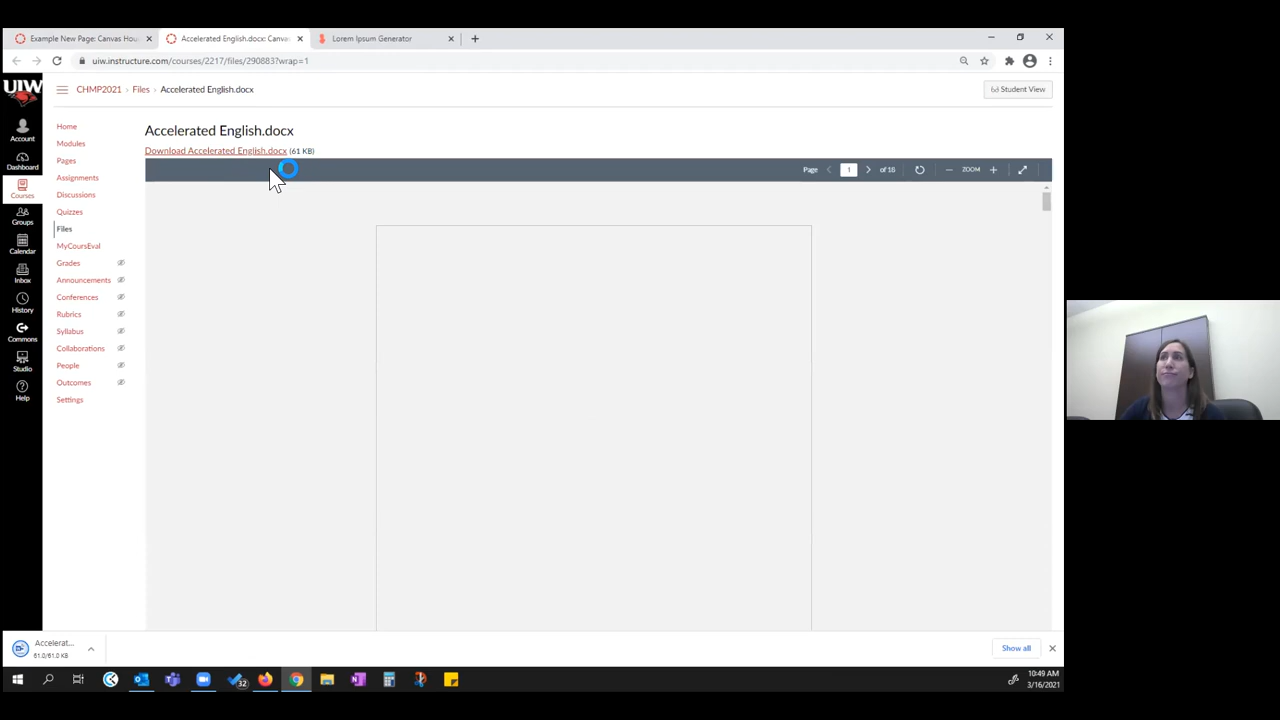 Example New Page: Canvas Hou
Accelerated English.docx: Canva
Lorem Ipsum Generator
uiw.instructure.com/courses/2217/files/290883?wrap=1
UIW
CHMP2021 › Files › Accelerated English.docx
Student View
Account
Dashboard
Courses
Groups
Calendar
Inbox
History
Commons
Studio
Help
Home
Modules
Pages
Assignments
Discussions
Quizzes
Files
MyCoursEval
Grades
Announcements
Conferences
Rubrics
Syllabus
Collaborations
People
Outcomes
Settings
Accelerated English.docx
Download Accelerated English.docx (61 KB)
Page 1 of 18 ZOOM
Accelerat...
61.0/61.0 KB
Show all
32
10:49 AM
3/16/2021